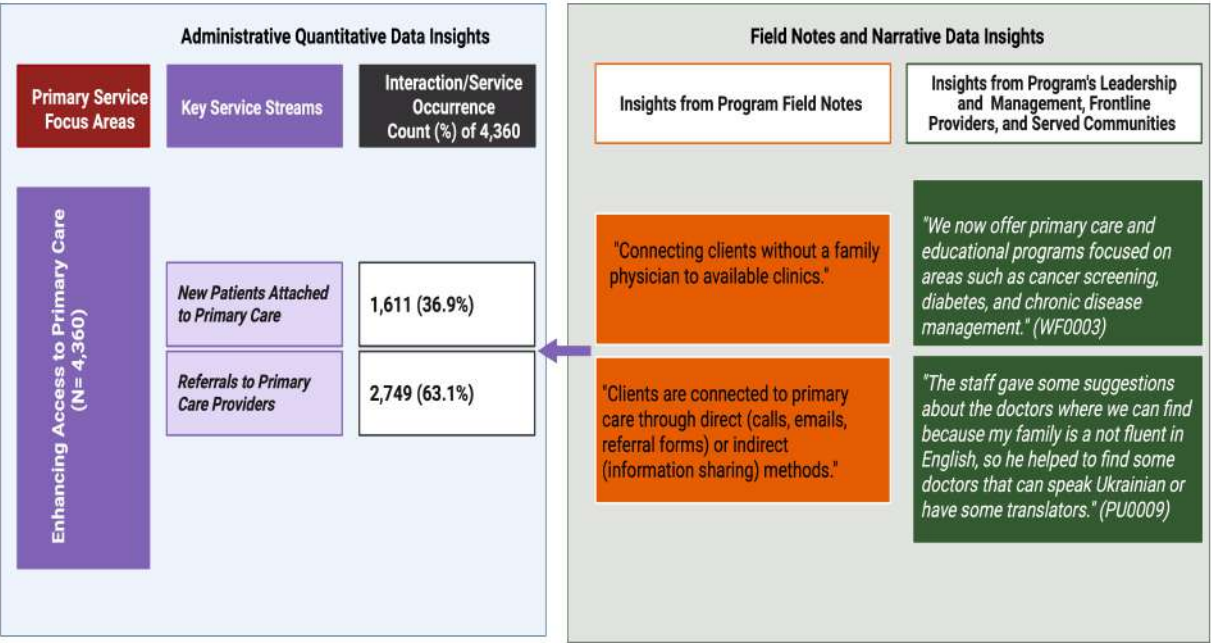 Administrative Quantitative Data Insights
Primary Service
Focus Areas
Key Service Streams
Interaction/Service
Occurrence
Count (%) of 4,360
Enhancing Access to Primary Care
(N= 4,360)
New Patients Attached
to Primary Care
1,611 (36.9%)
Referrals to Primary
Care Providers
2,749 (63.1%)
Field Notes and Narrative Data Insights
Insights from Program Field Notes
Insights from Program's Leadership
and Management, Frontline
Providers, and Served Communities
"Connecting clients without a family
physician to available clinics."
"We now offer primary care and
educational programs focused on
areas such as cancer screening,
diabetes, and chronic disease
management." (WF0003)
"Clients are connected to primary
care through direct (calls, emails,
referral forms) or indirect
(information sharing) methods."
"The staff gave some suggestions
about the doctors where we can find
because my family is a not fluent in
English, so he helped to find some
doctors that can speak Ukrainian or
have some translators." (PU0009)